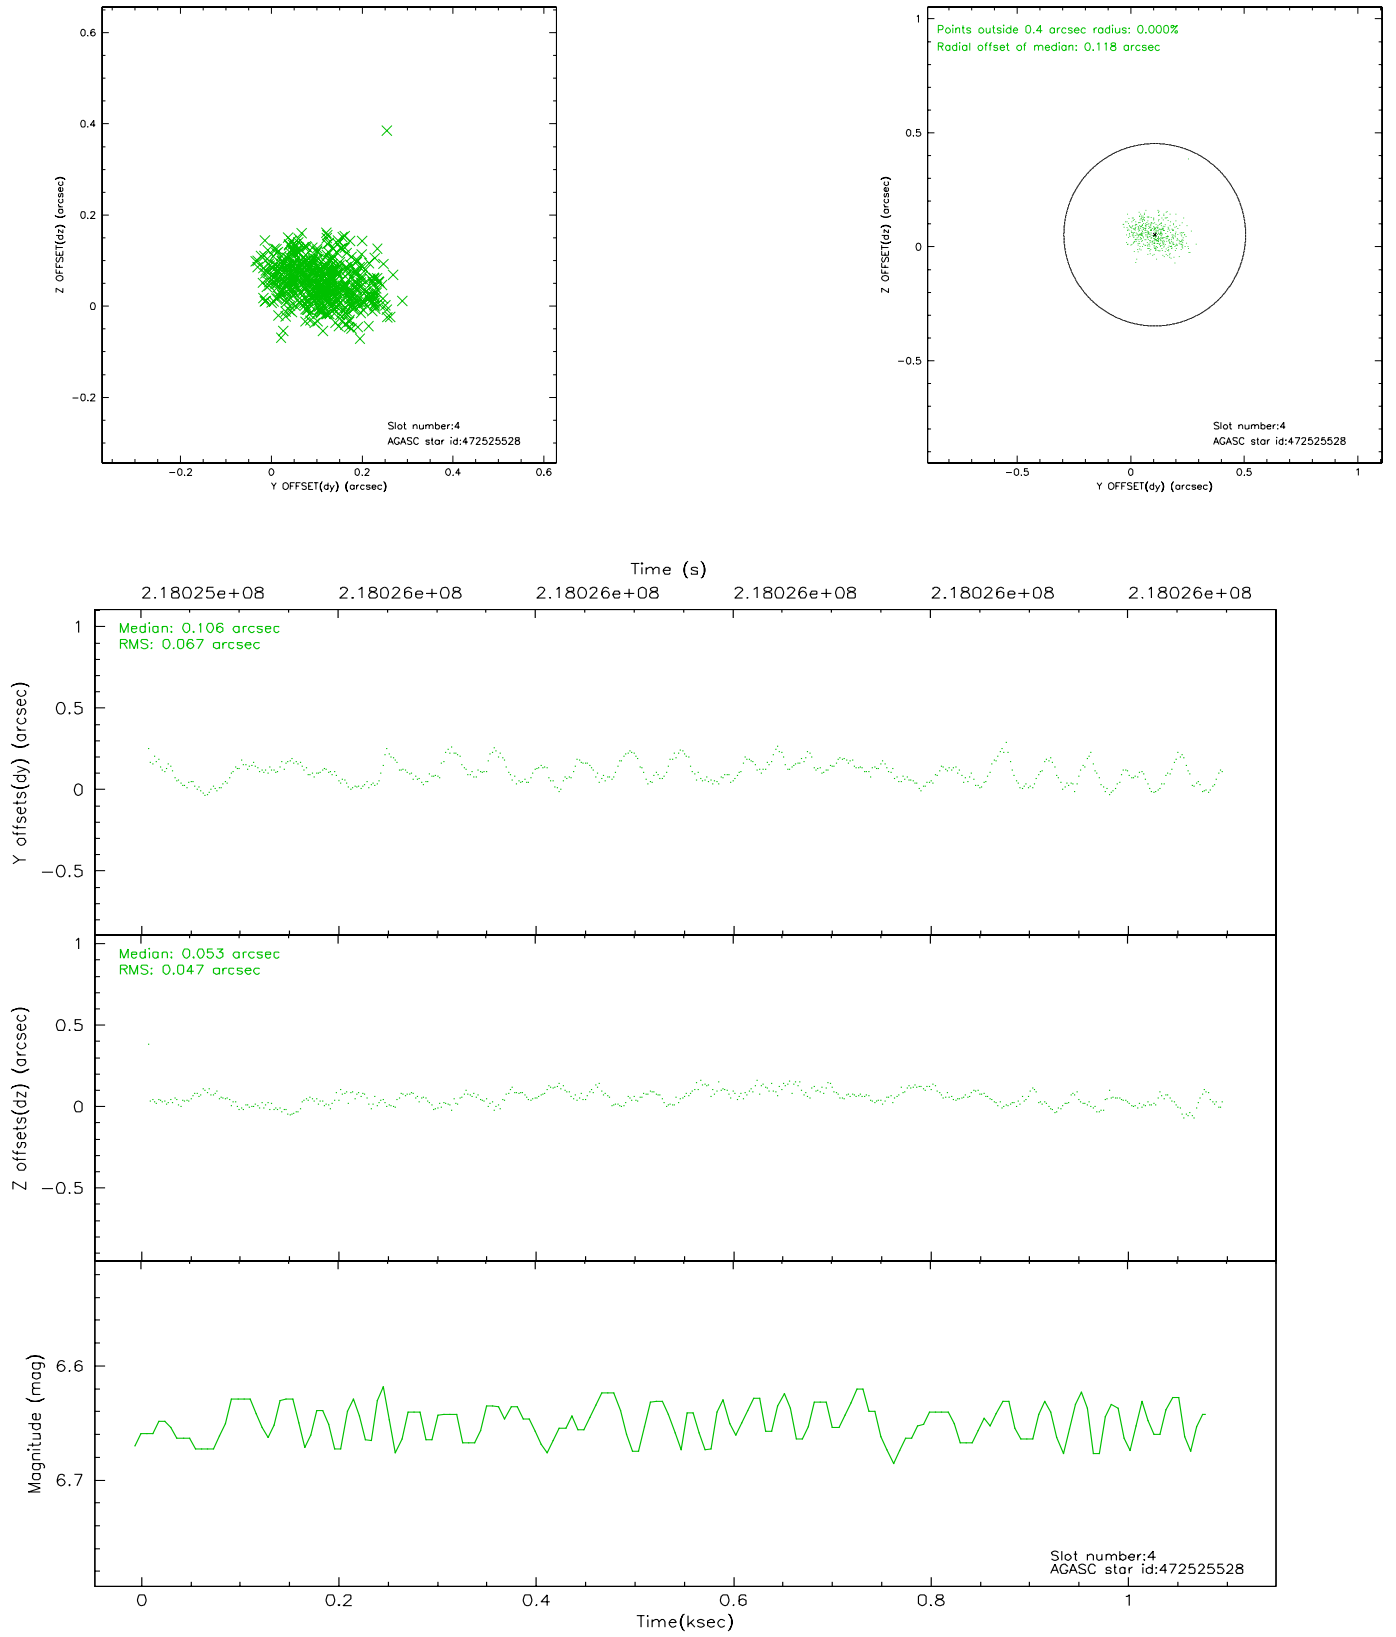 0.6
0.4
0.2
0
−0.2
Z OFFSET(dz) (arcsec)
Slot number:4
AGASC star id:472525528
−0.2 0 0.2 0.4 0.6
Y OFFSET(dy) (arcsec)
1
0.5
0
−0.5
Z OFFSET(dz) (arcsec)
Points outside 0.4 arcsec radius: 0.000%
Radial offset of median: 0.118 arcsec
Slot number:4
AGASC star id:472525528
−0.5 0 0.5 1
Y OFFSET(dy) (arcsec)
Time (s)
2.18025e+08 2.18026e+08 2.18026e+08 2.18026e+08 2.18026e+08 2.18026e+08
Median: 0.106 arcsec
RMS: 0.067 arcsec
1
0.5
0
−0.5
Y offsets(dy) (arcsec)
Median: 0.053 arcsec
RMS: 0.047 arcsec
1
0.5
0
−0.5
Z offsets(dz) (arcsec)
6.6
6.7
Magnitude (mag)
Slot number:4
AGASC star id:472525528
0 0.2 0.4 0.6 0.8 1
Time(ksec)